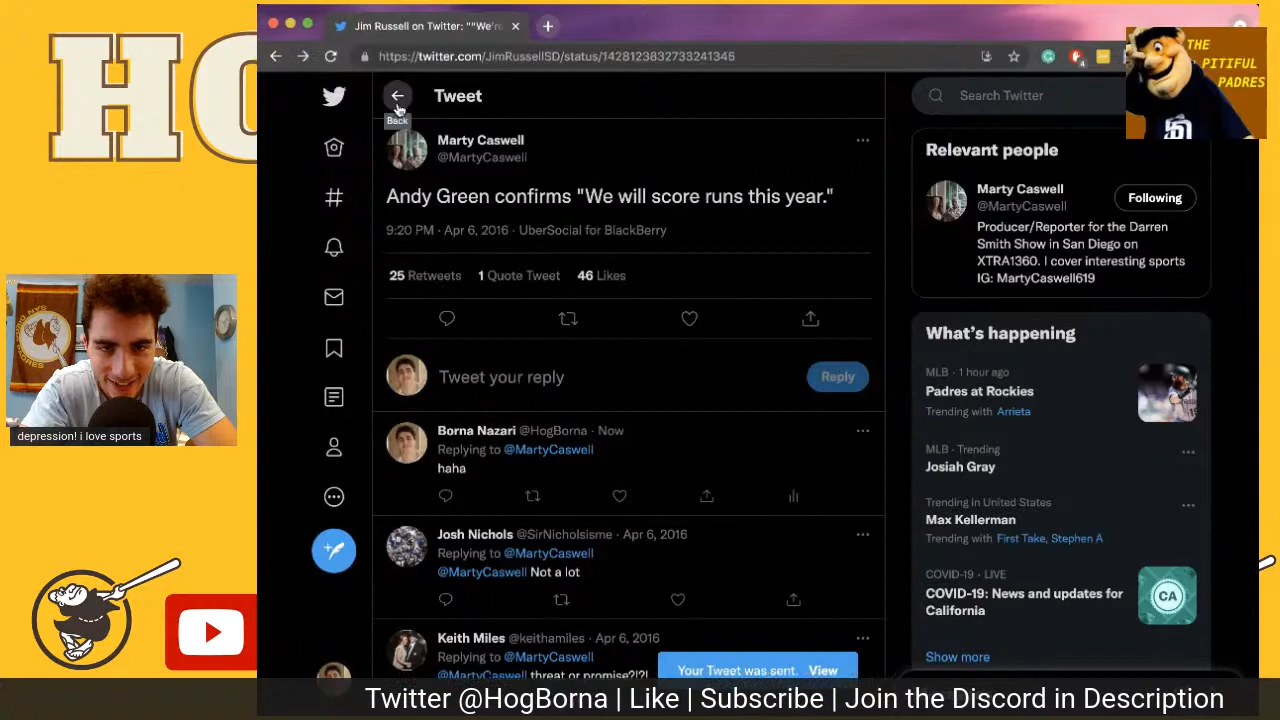 HO
Jim Russell on Twitter: ""We're
https://twitter.com/JimRussellSD/status/1428123832733241345
4
THE
PITIFUL
PADRES
SD
Tweet
Search Twitter
Back
Marty Caswell
@MartyCaswell
Andy Green confirms "We will score runs this year."
9:20 PM · Apr 6, 2016 · UberSocial for BlackBerry
25 Retweets 1 Quote Tweet 46 Likes
Tweet your reply
Reply
Borna Nazari @HogBorna · Now
Replying to @MartyCaswell
haha
Josh Nichols @SirNicholsisme · Apr 6, 2016
Replying to @MartyCaswell
@MartyCaswell Not a lot
Keith Miles @keithamiles · Apr 6, 2016
Replying to @MartyCaswell
@MartyCaswell threat or promise?!?!
Your Tweet was sent. View
Relevant people
Marty Caswell
@MartyCaswell
Following
Producer/Reporter for the Darren
Smith Show in San Diego on
XTRA1360. I cover interesting sports
IG: MartyCaswell619
What's happening
MLB · 1 hour ago
Padres at Rockies
Trending with Arrieta
MLB · Trending
Josiah Gray
Trending in United States
Max Kellerman
Trending with First Take, Stephen A
COVID-19 · LIVE
COVID-19: News and updates for
California
CA
Show more
depression! i love sports
Twitter @HogBorna | Like | Subscribe | Join the Discord in Description